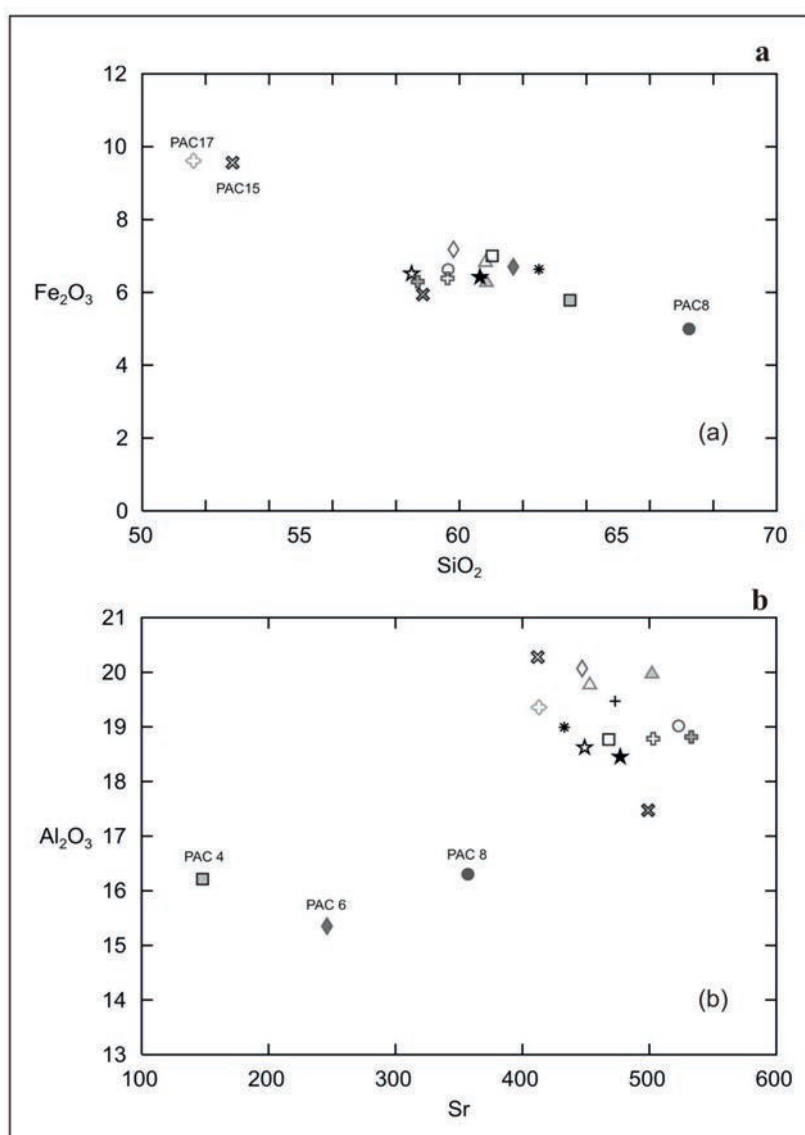 a
12
PAC17
10
PAC15
8
Fe₂O₃
6
PAC8
4
(a)
2
0
50 55 60 65 70
SiO₂
b
21
20
19
18
17
Al₂O₃
PAC 4
PAC 8
16
PAC 6
15
14
(b)
13
100 200 300 400 500 600
Sr